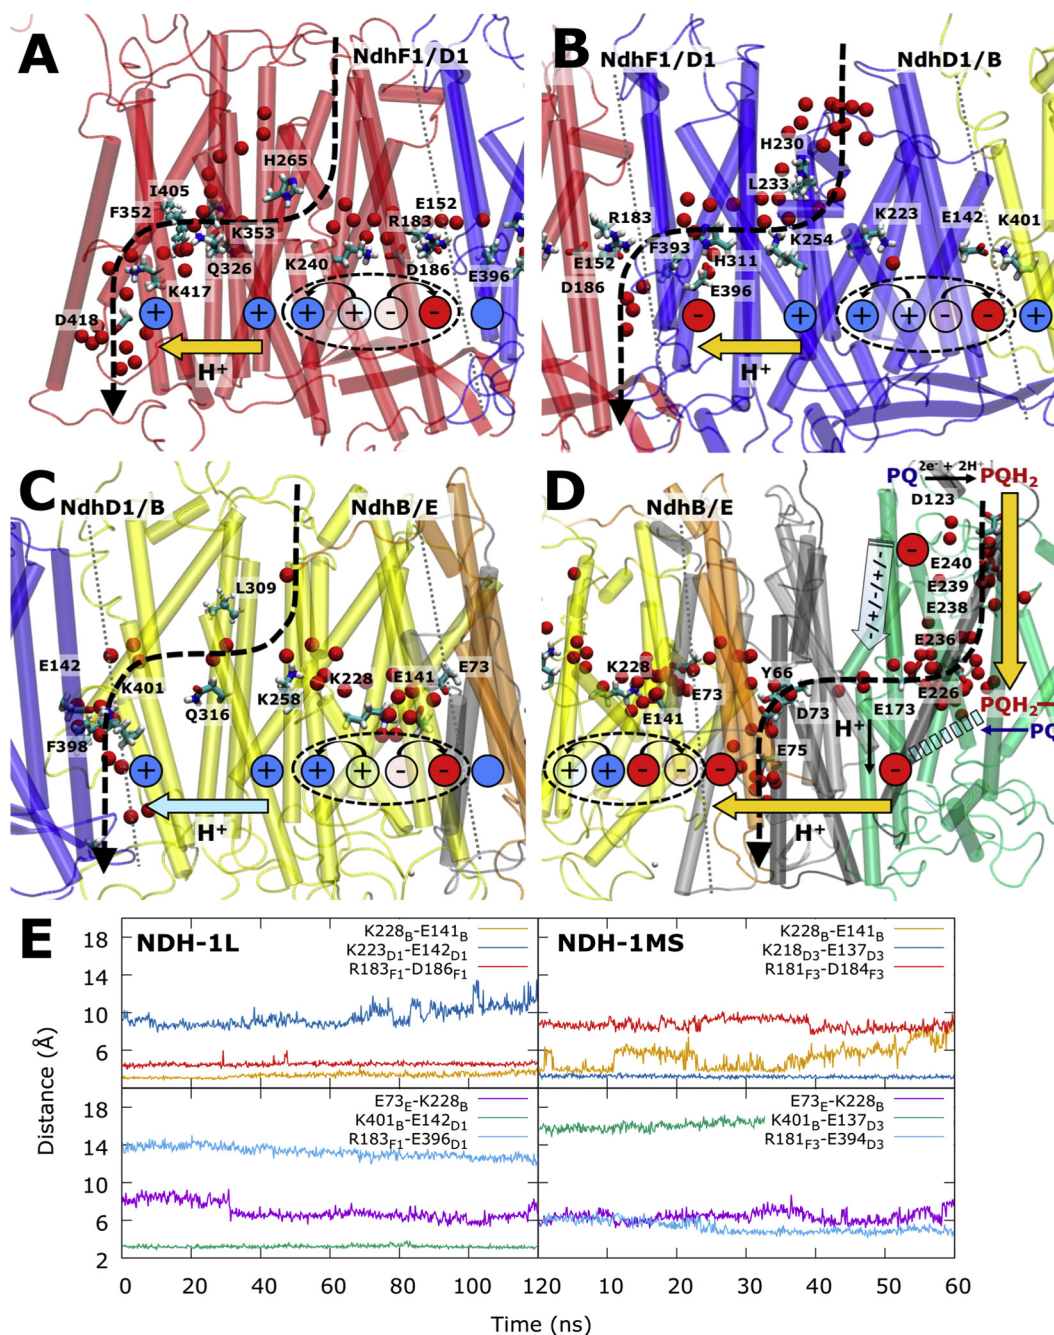 A
NdhF1/D1
H265
I405
F352
E152
R183
K353
Q326
K240
D186
E396
K417
D418
+ + + + - -
H+
B
NdhF1/D1
NdhD1/B
H230
L233
R183
K223
E142
K401
F393
K254
E152
H311
D186
E396
- + + + - - +
H+
C
NdhD1/B
NdhB/E
L309
E142
K228
E141
E73
K401
K258
Q316
F398
+ + + + - -
H+
D
NdhB/E
PQ 2e- + 2H+ PQH2
D123
-
E240
-/+/-/+/-
E239
E238
E236
K228
Y66
E73
E226
D73
E173
PQH2
E141
H+
PQ
E75
+ + - - - -
H+
E
NDH-1L
K228B-E141B
K223D1-E142D1
R183F1-D186F1
NDH-1MS
K228B-E141B
K218D3-E137D3
R181F3-D184F3
18
14
10
6
E73E-K228B
K401B-E142D1
R183F1-E396D1
E73E-K228B
K401B-E137D3
R181F3-E394D3
18
14
10
6
2
Distance (Å)
0 20 40 60 80 100 120 10 20 30 40 50 60
Time (ns)